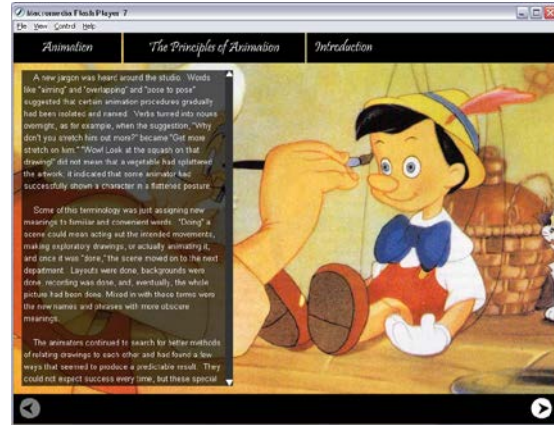 Macromedia Flash Player 7
File View Control Help
Animation The Principles of Animation Introduction
A new jargon was heard around the studio. Words
like "aiming" and "overlapping" and "pose to pose"
suggested that certain animation procedures gradually
had been isolated and named. Verbs turned into nouns
overnight, as for example, when the suggestion, "Why
don't you stretch him out more?" became "Get more
stretch on him." "Wow! Look at the squash on that
drawing!" did not mean that a vegetable had splattered
the artwork; it indicated that some animator had
successfully shown a character in a flattened posture.
Some of this terminology was just assigning new
meanings to familiar and convenient words. "Doing" a
scene could mean acting out the intended movements,
making exploratory drawings, or actually animating it,
and once it was "done," the scene moved on to the next
department. Layouts were done, backgrounds were
done, recording was done, and, eventually, the whole
picture had been done. Mixed in with these terms were
the new names and phrases with more obscure
meanings.
The animators continued to search for better methods
of relating drawings to each other and had found a few
ways that seemed to produce a predictable result. They
could not expect success every time, but these special